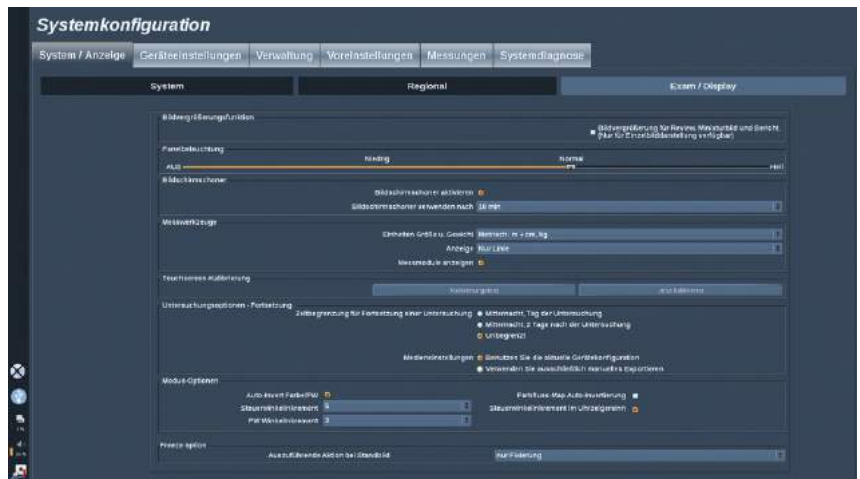 Systemkonfiguration
System / Anzeige Geräteeinstellungen Verwaltung Voreinstellungen Messungen Systemdiagnose
System Regional Exam / Display
Bildvergrößerungsfunktion
Bildvergrößerung für Review, Miniaturbild und Bericht.
(Nur für Einzelbilddarstellung verfügbar)
Panelbeleuchtung
Niedrig Normal
AUS Hell
Bildschirmschoner
Bildschirmschoner aktivieren
Bildschirmschoner verwenden nach 10 min
Messwerkzeuge
Einheiten Größe u. Gewicht Metrisch: m + cm, kg
Anzeige Nur Linie
Messmodule anzeigen
Touchscreen-Kalibrierung
Untersuchungsoptionen - Fortsetzung
Zeitbegrenzung für Fortsetzung einer Untersuchung Mitternacht, Tag der Untersuchung
Mitternacht, 2 Tage nach der Untersuchung
Unbegrenzt
Medieneinstellungen Benutzen Sie die aktuelle Gerätekonfiguration
Verwenden Sie ausschließlich manuelles Exportieren
Modus-Optionen
Auto-Invert Farbe/PW Farbfluss-Map Auto-Invertierung
Steuerwinkelinkrement 5 Steuerwinkelinkrement im Uhrzeigersinn
PW Winkelinkrement 3
Freeze option
Auszuführende Aktion bei Standbild nur Fixierung